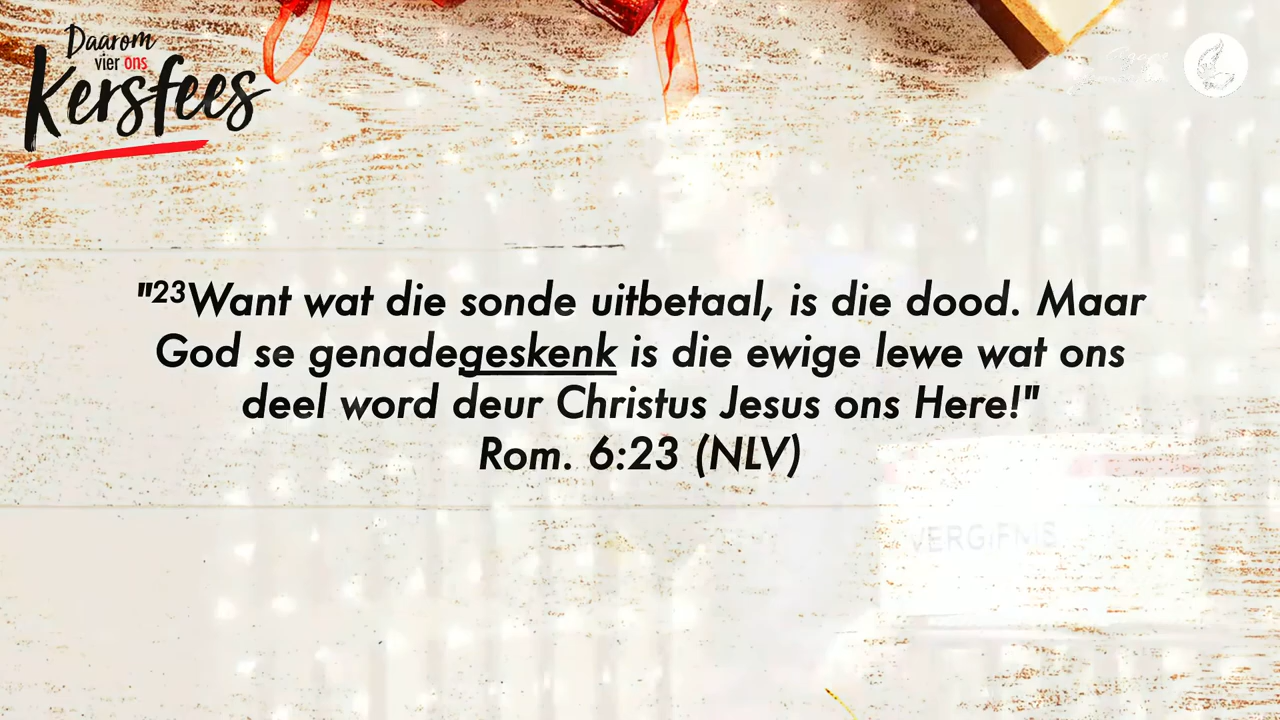 Daarom
vier ons
Kersfees
"²³Want wat die sonde uitbetaal, is die dood. Maar
God se genadegeskenk is die ewige lewe wat ons
deel word deur Christus Jesus ons Here!"
Rom. 6:23 (NLV)
VERGIFNIS